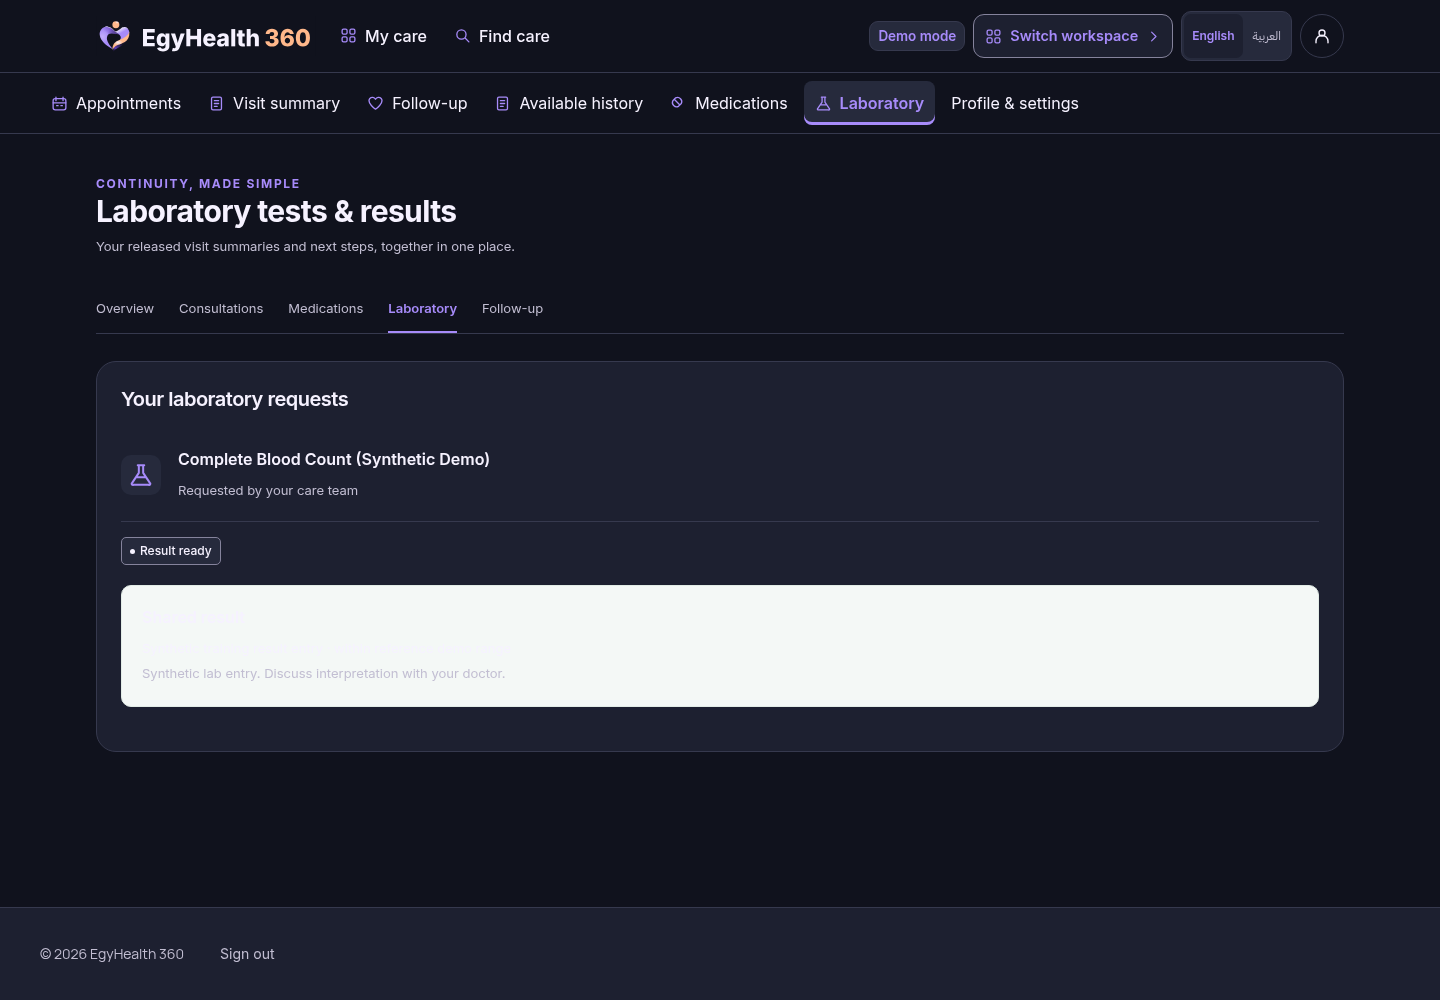 EgyHealth 360
My care
Find care
Demo mode
Switch workspace
English
العربية
Appointments
Visit summary
Follow-up
Available history
Medications
Laboratory
Profile & settings
CONTINUITY, MADE SIMPLE
Laboratory tests & results
Your released visit summaries and next steps, together in one place.
Overview
Consultations
Medications
Laboratory
Follow-up
Your laboratory requests
Complete Blood Count (Synthetic Demo)
Requested by your care team
Result ready
Synthetic lab entry. Discuss interpretation with your doctor.
© 2026 EgyHealth 360
Sign out